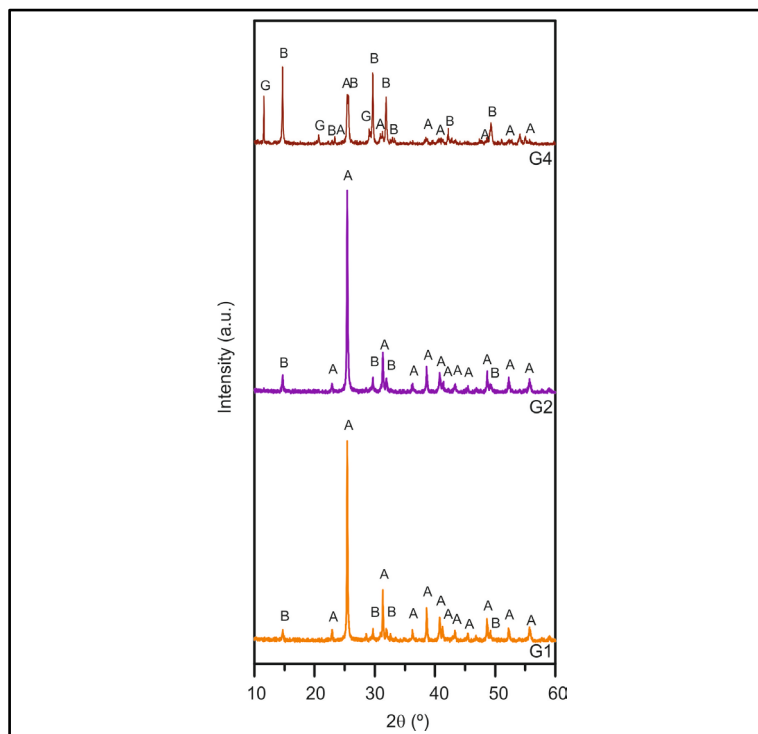 B B
A B B
G
G A B
B A B A A A A
G4
A
A A A A A
B A B B A A A A B
G2
A
A
A A A
B A B B A A A A B A A
G1
10 20 30 40 50 60
Intensity (a.u.)
2θ (º)